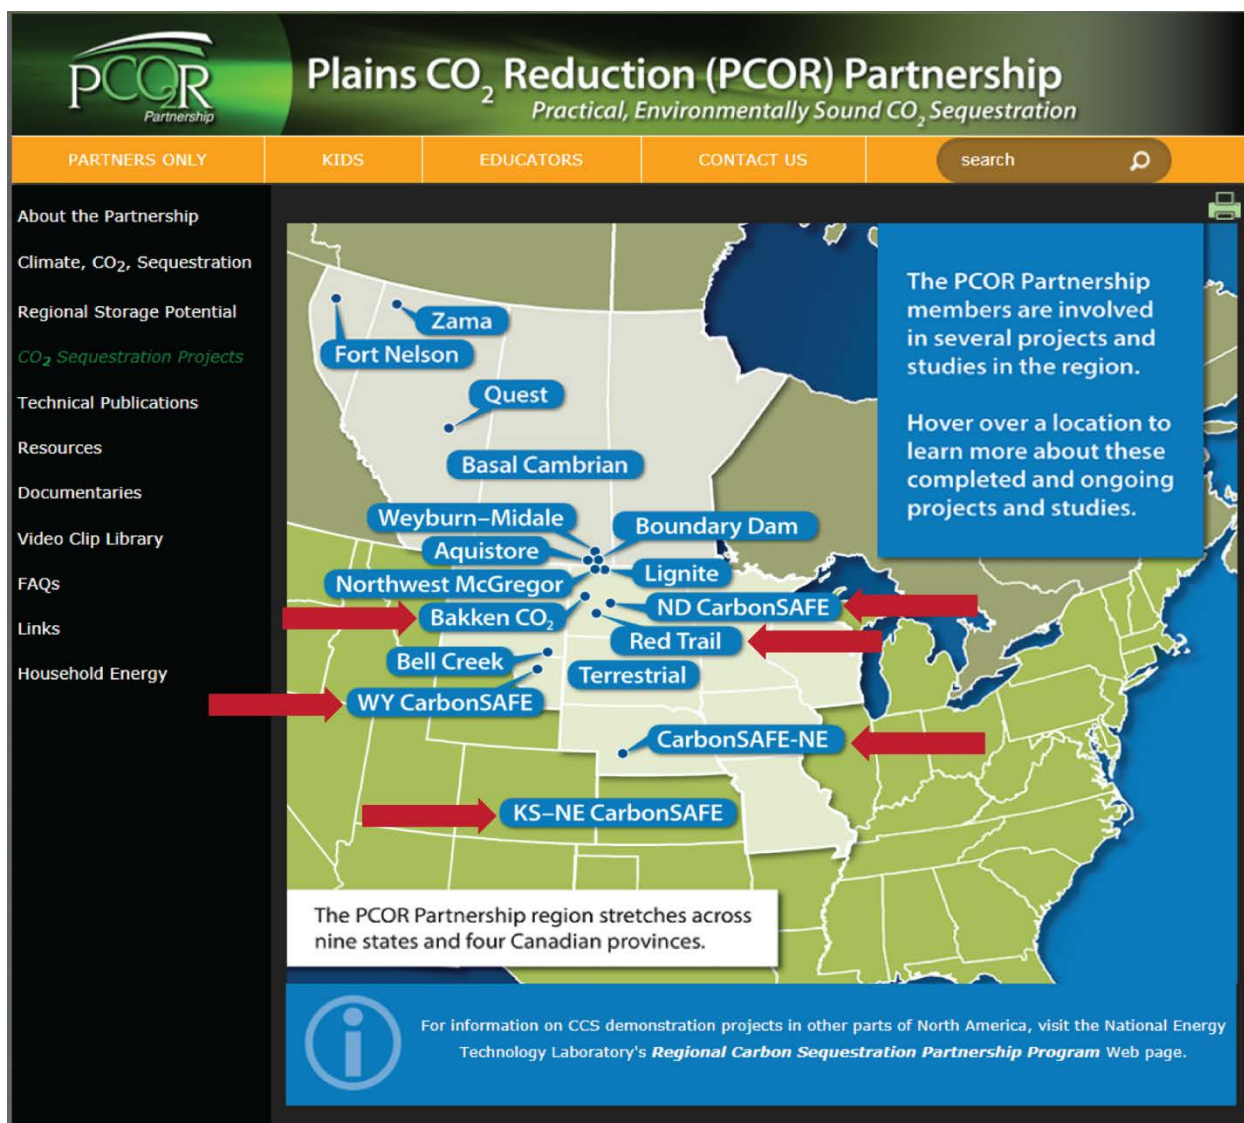 PCO2R
Partnership
Plains CO₂ Reduction (PCOR) Partnership
Practical, Environmentally Sound CO₂ Sequestration
PARTNERS ONLY
KIDS
EDUCATORS
CONTACT US
search
About the Partnership
Climate, CO₂, Sequestration
Regional Storage Potential
CO₂ Sequestration Projects
Technical Publications
Resources
Documentaries
Video Clip Library
FAQs
Links
Household Energy
The PCOR Partnership
members are involved
in several projects and
studies in the region.
Hover over a location to
learn more about these
completed and ongoing
projects and studies.
Zama
Fort Nelson
Quest
Basal Cambrian
Weyburn–Midale
Boundary Dam
Aquistore
Lignite
Northwest McGregor
ND CarbonSAFE
Bakken CO₂
Red Trail
Bell Creek
Terrestrial
WY CarbonSAFE
CarbonSAFE-NE
KS–NE CarbonSAFE
The PCOR Partnership region stretches across
nine states and four Canadian provinces.
i
For information on CCS demonstration projects in other parts of North America, visit the National Energy
Technology Laboratory's Regional Carbon Sequestration Partnership Program Web page.